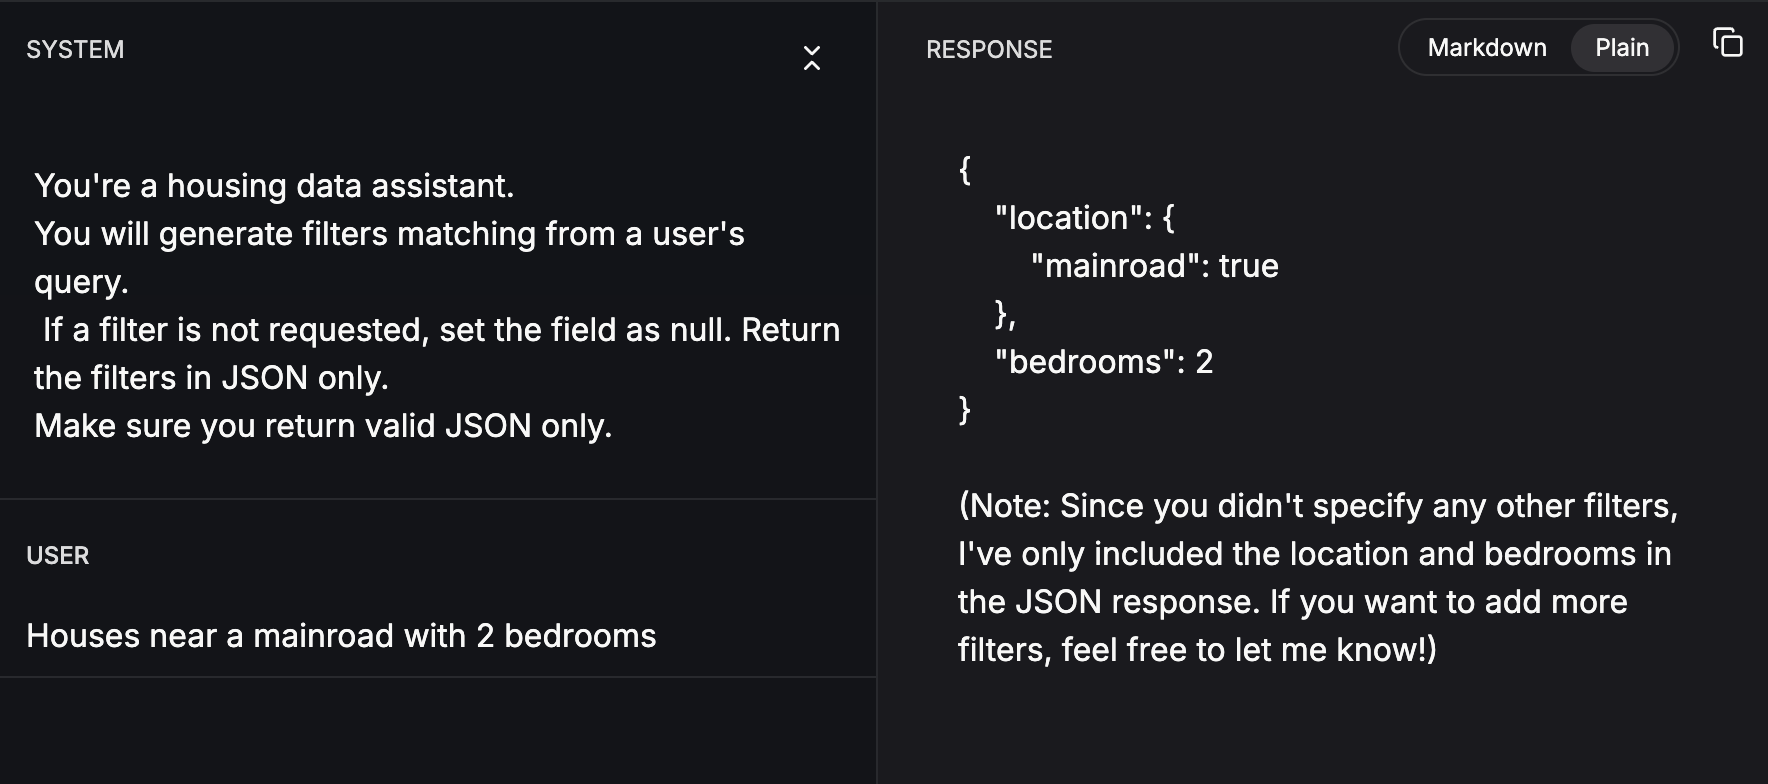 SYSTEM
You're a housing data assistant.
You will generate filters matching from a user's
query.
If a filter is not requested, set the field as null. Return
the filters in JSON only.
Make sure you return valid JSON only.
USER
Houses near a mainroad with 2 bedrooms
RESPONSE
Markdown Plain
{
"location": {
"mainroad": true
},
"bedrooms": 2
}
(Note: Since you didn't specify any other filters,
I've only included the location and bedrooms in
the JSON response. If you want to add more
filters, feel free to let me know!)